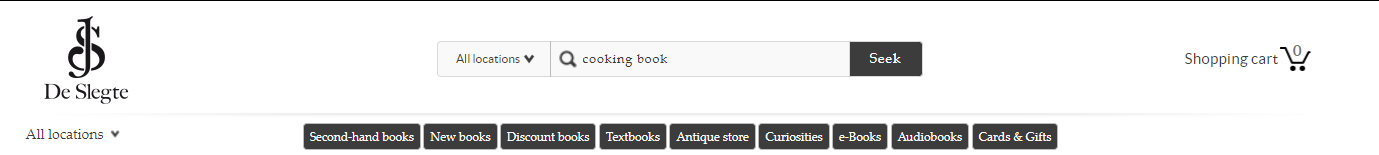 All locations
cooking book
Seek
Shopping cart
0
De Slegte
All locations
Second-hand books
New books
Discount books
Textbooks
Antique store
Curiosities
e-Books
Audiobooks
Cards & Gifts